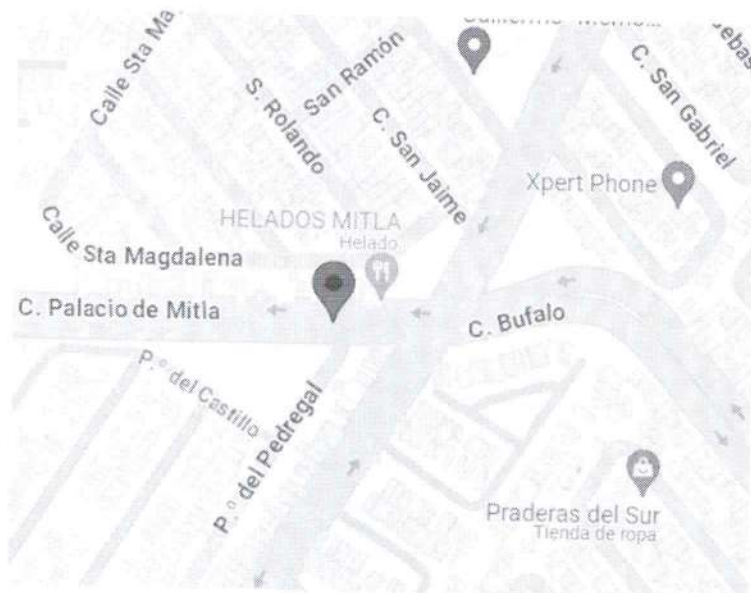 Calle Sta Ma
San Ramón
S. Rolando
C. San Jaime
C. San Gabriel
Xpert Phone
HELADOS MITLA
Helado
Calle Sta Magdalena
C. Palacio de Mitla
C. Bufalo
P.º del Castillo
P.º del Pedregal
Praderas del Sur
Tienda de ropa